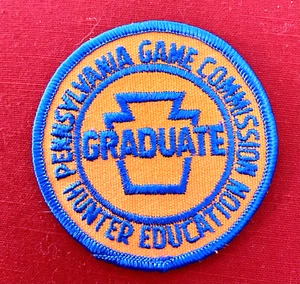 PENNSYLVANIA GAME COMMISSION
GRADUATE
HUNTER EDUCATION